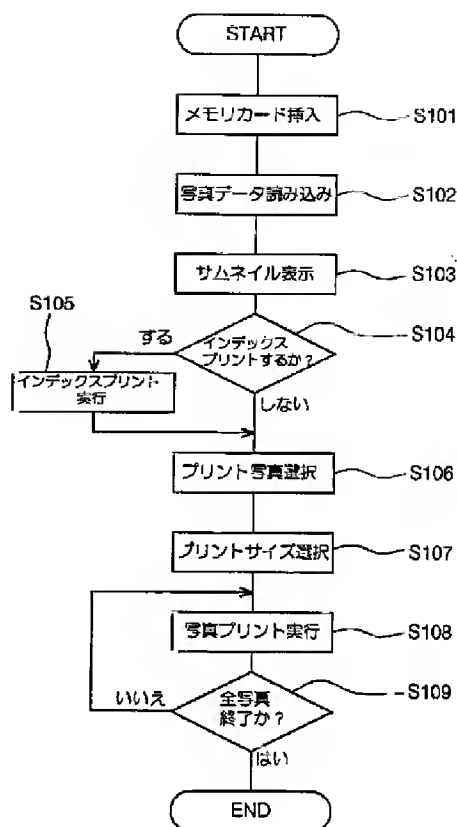 START
メモリカード挿入
S101
写真データ読み込み
S102
サムネイル表示
S103
S105
する
インデックス
プリントするか?
S104
インデックスプリント
実行
しない
プリント写真選択
S106
プリントサイズ選択
S107
写真プリント実行
S108
いいえ
全写真
終了か?
S109
はい
END